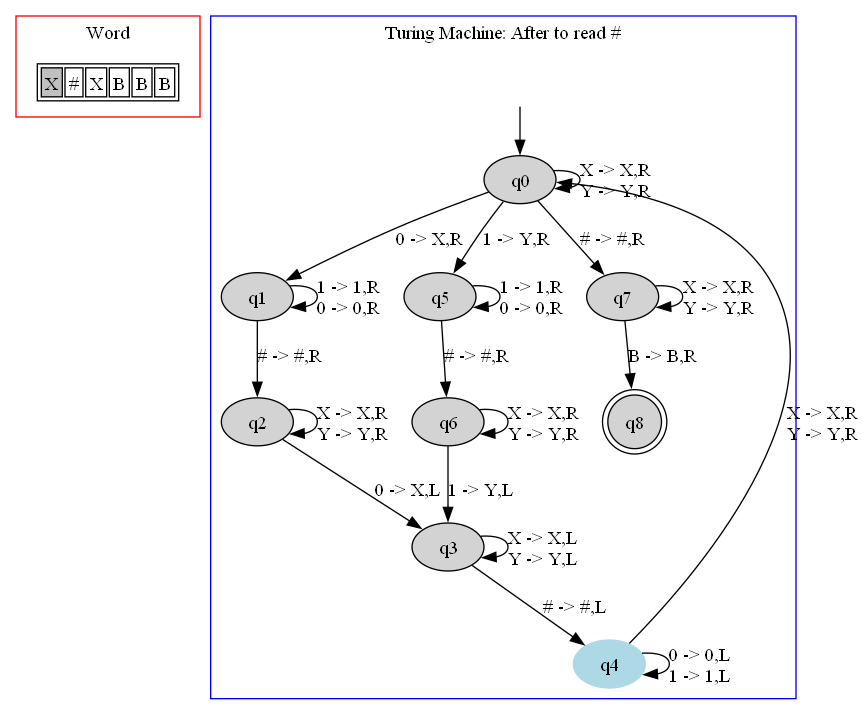 Word
X # X B B B
Turing Machine: After to read #
q0
X -> X,R
Y -> Y,R
0 -> X,R
1 -> Y,R
# -> #,R
q1
1 -> 1,R
0 -> 0,R
q5
1 -> 1,R
0 -> 0,R
q7
X -> X,R
Y -> Y,R
# -> #,R
# -> #,R
B -> B,R
q2
X -> X,R
Y -> Y,R
q6
X -> X,R
Y -> Y,R
q8
X -> X,R
Y -> Y,R
0 -> X,L
1 -> Y,L
q3
X -> X,L
Y -> Y,L
# -> #,L
q4
0 -> 0,L
1 -> 1,L